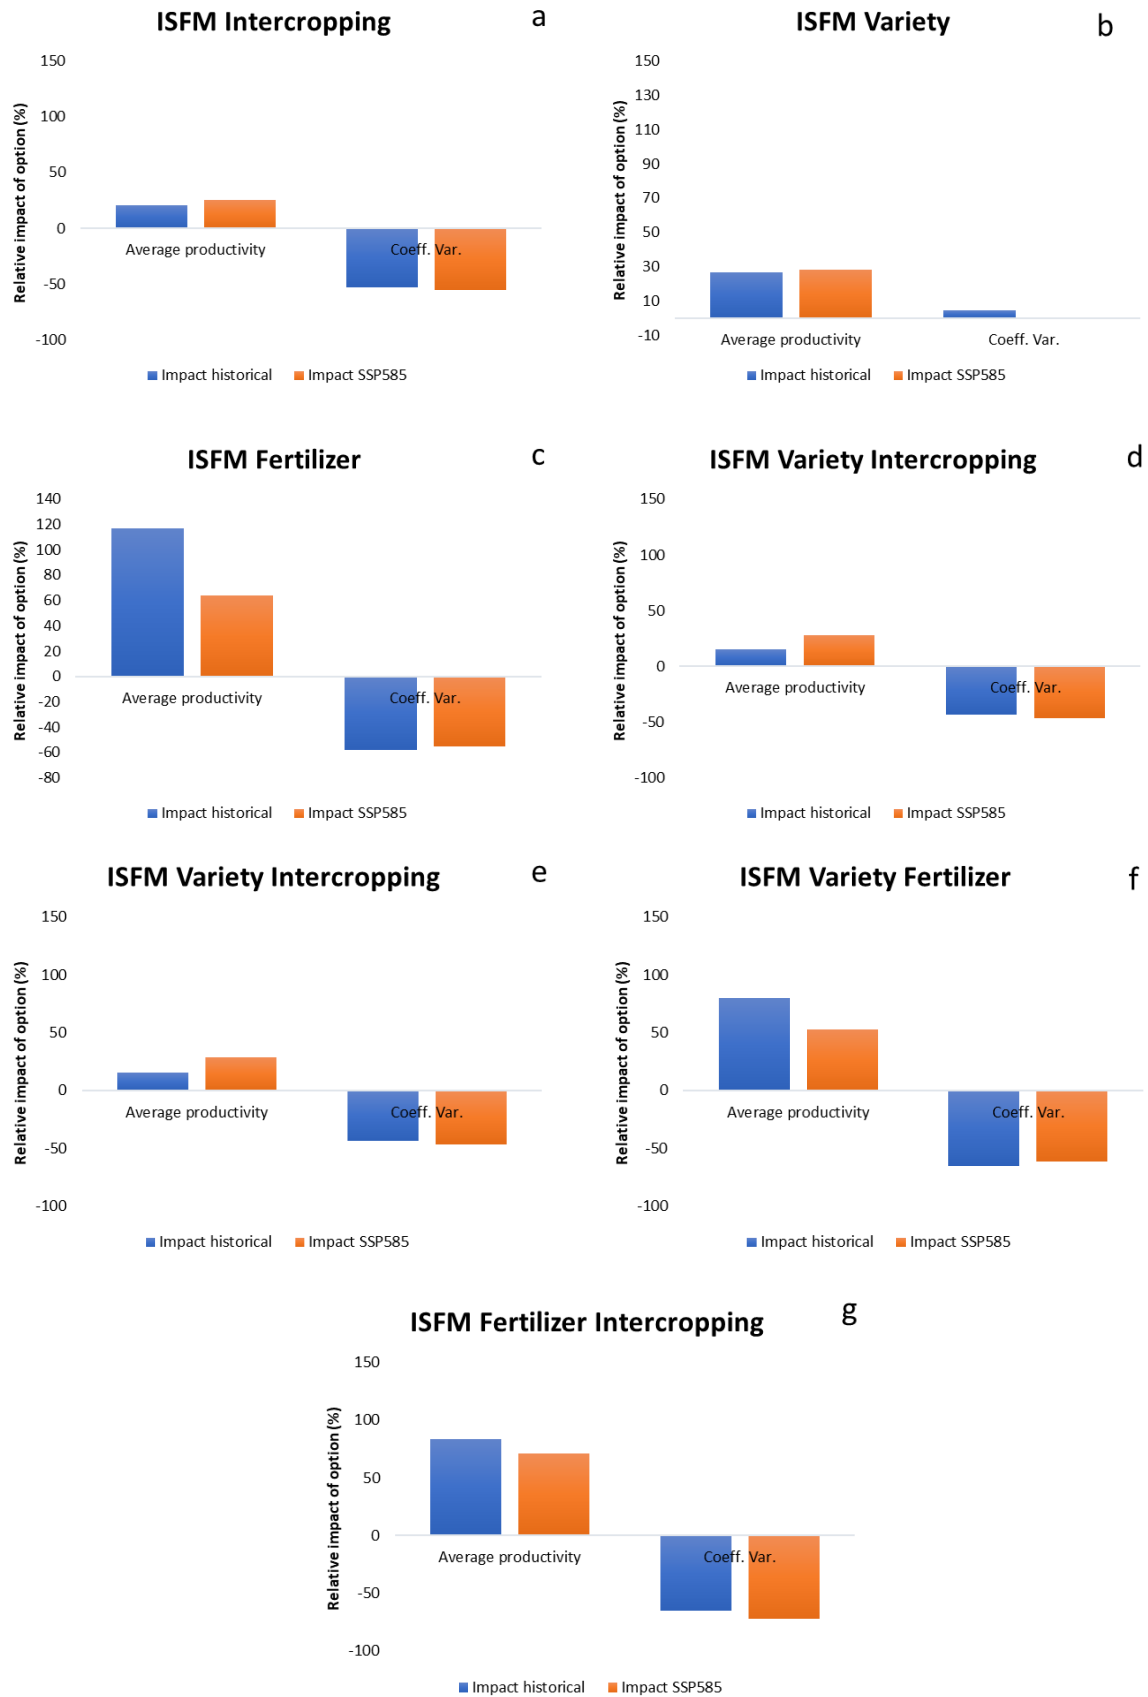 ISFM Intercropping
a
Relative impact of option (%)
150
100
50
0
-50
-100
Average productivity
Coeff. Var.
Impact historical
Impact SSP585
ISFM Variety
b
Relative impact of option (%)
150
130
110
90
70
50
30
10
-10
Average productivity
Coeff. Var.
Impact historical
Impact SSP585
ISFM Fertilizer
c
Relative impact of option (%)
140
120
100
80
60
40
20
0
-20
-40
-60
-80
Average productivity
Coeff. Var.
Impact historical
Impact SSP585
ISFM Variety Intercropping
d
Relative impact of option (%)
150
100
50
0
-50
-100
Average productivity
Coeff. Var.
Impact historical
Impact SSP585
ISFM Variety Intercropping
e
Relative impact of option (%)
150
100
50
0
-50
-100
Average productivity
Coeff. Var.
Impact historical
Impact SSP585
ISFM Variety Fertilizer
f
Relative impact of option (%)
150
100
50
0
-50
-100
Average productivity
Coeff. Var.
Impact historical
Impact SSP585
ISFM Fertilizer Intercropping
g
Relative impact of option (%)
150
100
50
0
-50
-100
Average productivity
Coeff. Var.
Impact historical
Impact SSP585